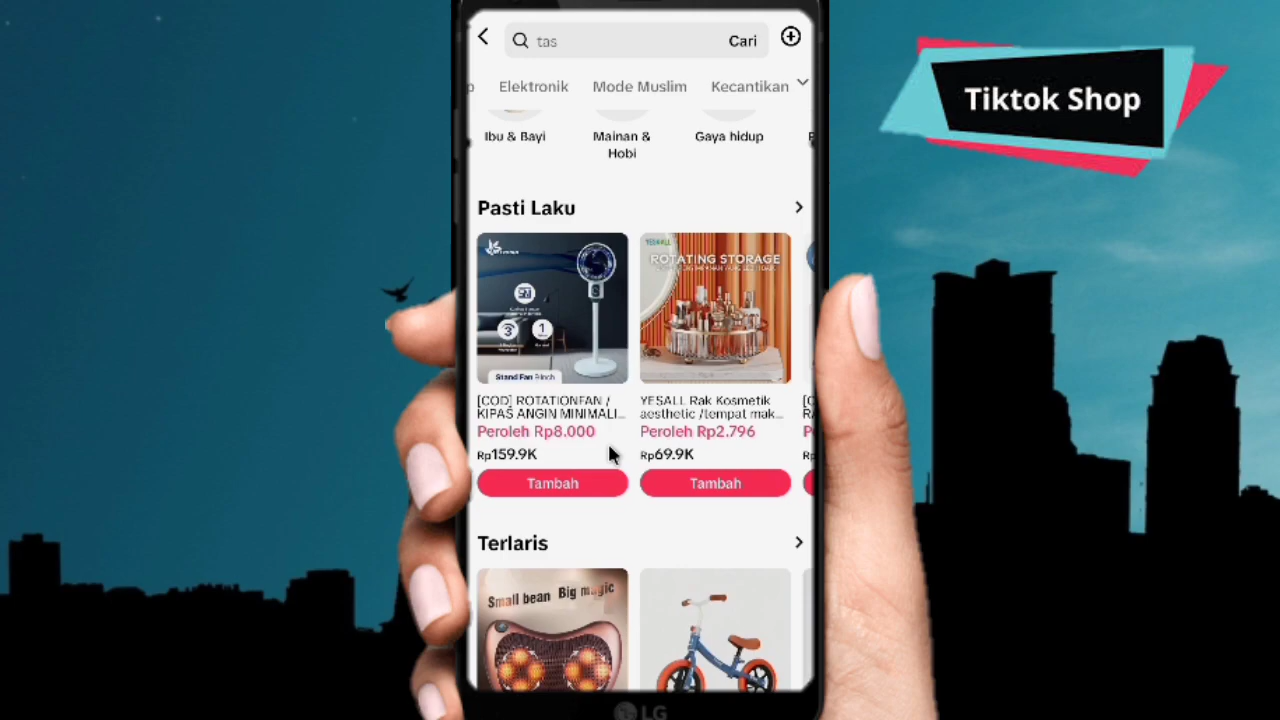 tas
Cari
Elektronik
Mode Muslim
Kecantikan
Ibu & Bayi
Mainan &
Hobi
Gaya hidup
Tiktok Shop
Pasti Laku
ROTATING STORAGE
3
1
Stand Fan
[COD] ROTATIONFAN /
KIPAS ANGIN MINIMALI...
Peroleh Rp8.000
Rp159.9K
Tambah
YESALL Rak Kosmetik
aesthetic /tempat mak...
Peroleh Rp2.796
Rp69.9K
Tambah
Terlaris
Small bean Big magic
LG